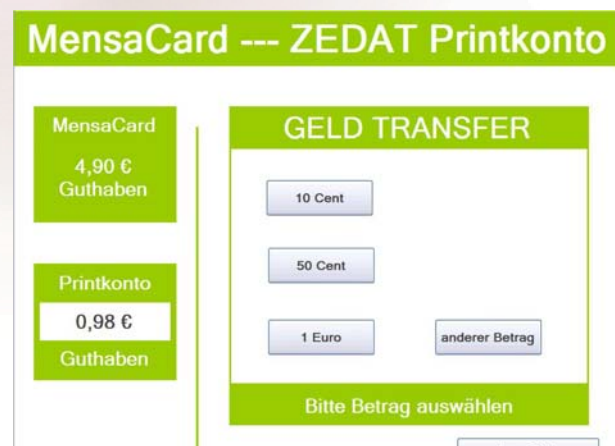 MensaCard --- ZEDAT Printkonto
MensaCard
4,90 €
Guthaben
Printkonto
0,98 €
Guthaben
GELD TRANSFER
10 Cent
50 Cent
1 Euro
anderer Betrag
Bitte Betrag auswählen